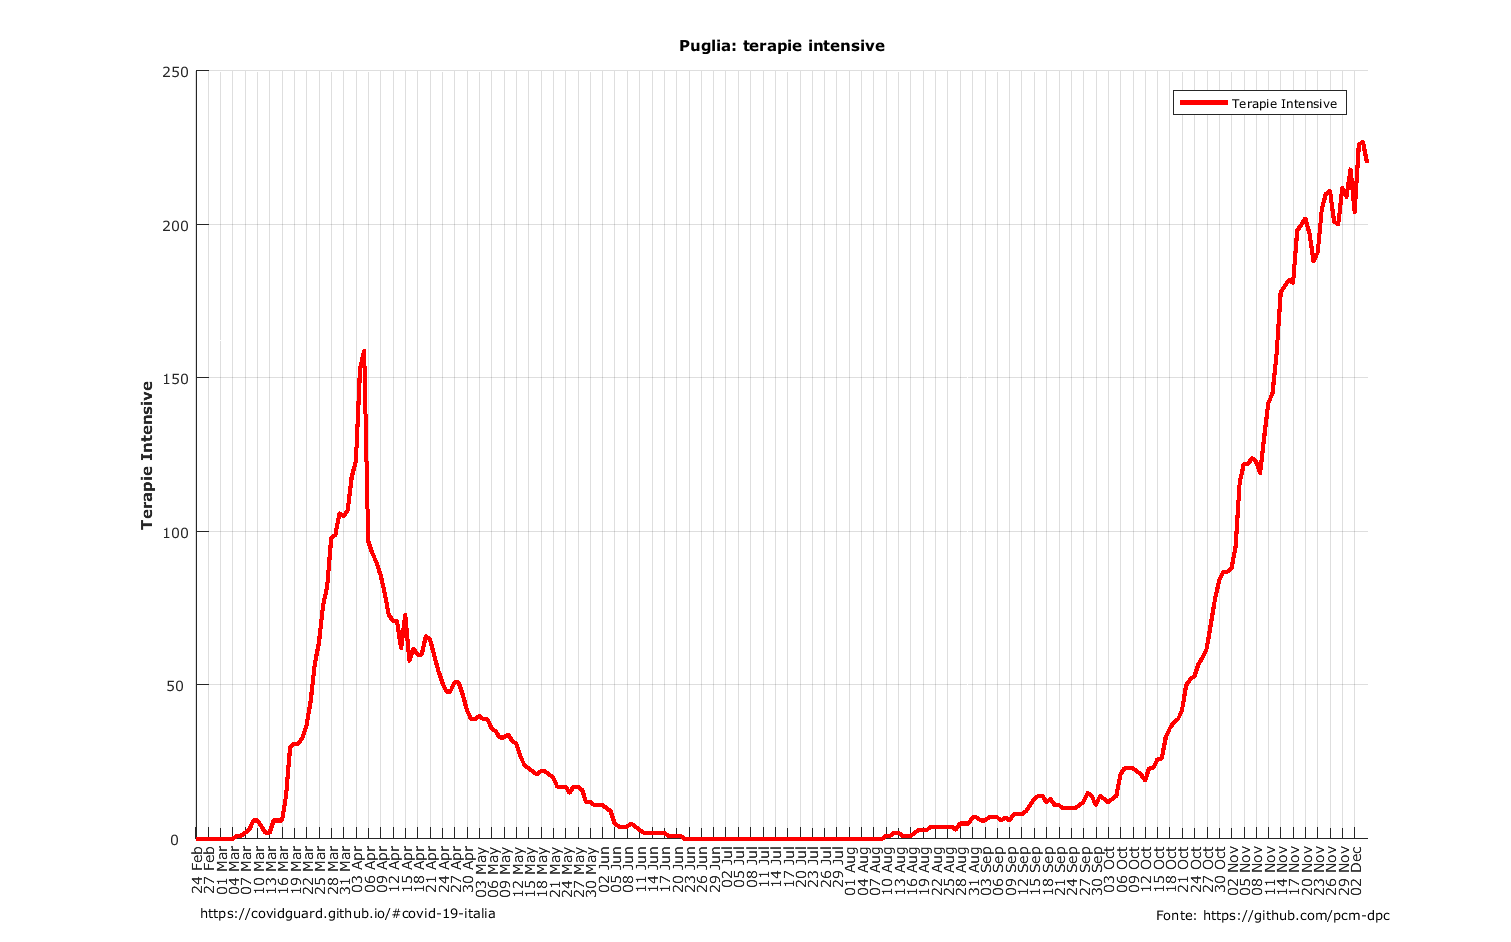 Puglia: terapie intensive
250
200
150
100
50
0
Terapie Intensive
Terapie Intensive
24 Feb
27 Feb
01 Mar
04 Mar
07 Mar
10 Mar
13 Mar
16 Mar
19 Mar
22 Mar
25 Mar
28 Mar
31 Mar
03 Apr
06 Apr
09 Apr
12 Apr
15 Apr
18 Apr
21 Apr
24 Apr
27 Apr
30 Apr
03 May
06 May
09 May
12 May
15 May
18 May
21 May
24 May
27 May
30 May
02 Jun
05 Jun
08 Jun
11 Jun
14 Jun
17 Jun
20 Jun
23 Jun
26 Jun
29 Jun
02 Jul
05 Jul
08 Jul
11 Jul
14 Jul
17 Jul
20 Jul
23 Jul
26 Jul
29 Jul
01 Aug
04 Aug
07 Aug
10 Aug
13 Aug
16 Aug
19 Aug
22 Aug
25 Aug
28 Aug
31 Aug
03 Sep
06 Sep
09 Sep
12 Sep
15 Sep
18 Sep
21 Sep
24 Sep
27 Sep
30 Sep
03 Oct
06 Oct
09 Oct
12 Oct
15 Oct
18 Oct
21 Oct
24 Oct
27 Oct
30 Oct
02 Nov
05 Nov
08 Nov
11 Nov
14 Nov
17 Nov
20 Nov
23 Nov
26 Nov
29 Nov
02 Dec
https://covidguard.github.io/#covid-19-italia
Fonte: https://github.com/pcm-dpc